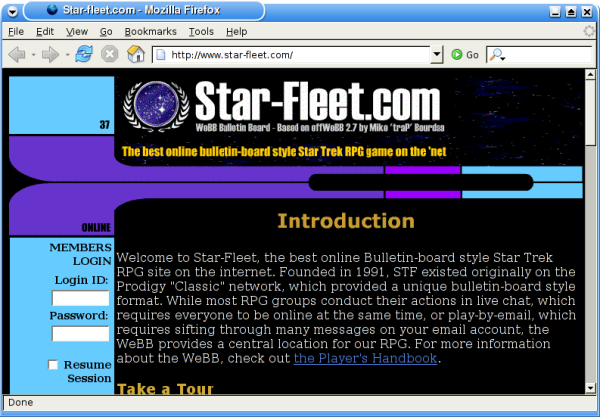 Star-fleet.com - Mozilla Firefox
File Edit View Go Bookmarks Tools Help
http://www.star-fleet.com/
Go
Star-Fleet.com
WeBB Bulletin Board - Based on offWoBB 2.7 by Miko 'traP' Bourdsa
The best online bulletin-board style Star Trek RPG game on the 'net
37
ONLINE
MEMBERS
LOGIN
Login ID:
Password:
Resume
Session
Introduction
Welcome to Star-Fleet, the best online Bulletin-board style Star Trek
RPG site on the internet. Founded in 1991, STF existed originally on the
Prodigy "Classic" network, which provided a unique bulletin-board style
format. While most RPG groups conduct their actions in live chat, which
requires everyone to be online at the same time, or play-by-email, which
requires sifting through many messages on your email account, the
WeBB provides a central location for our RPG. For more information
about the WeBB, check out the Player's Handbook.
Take a Tour
Done